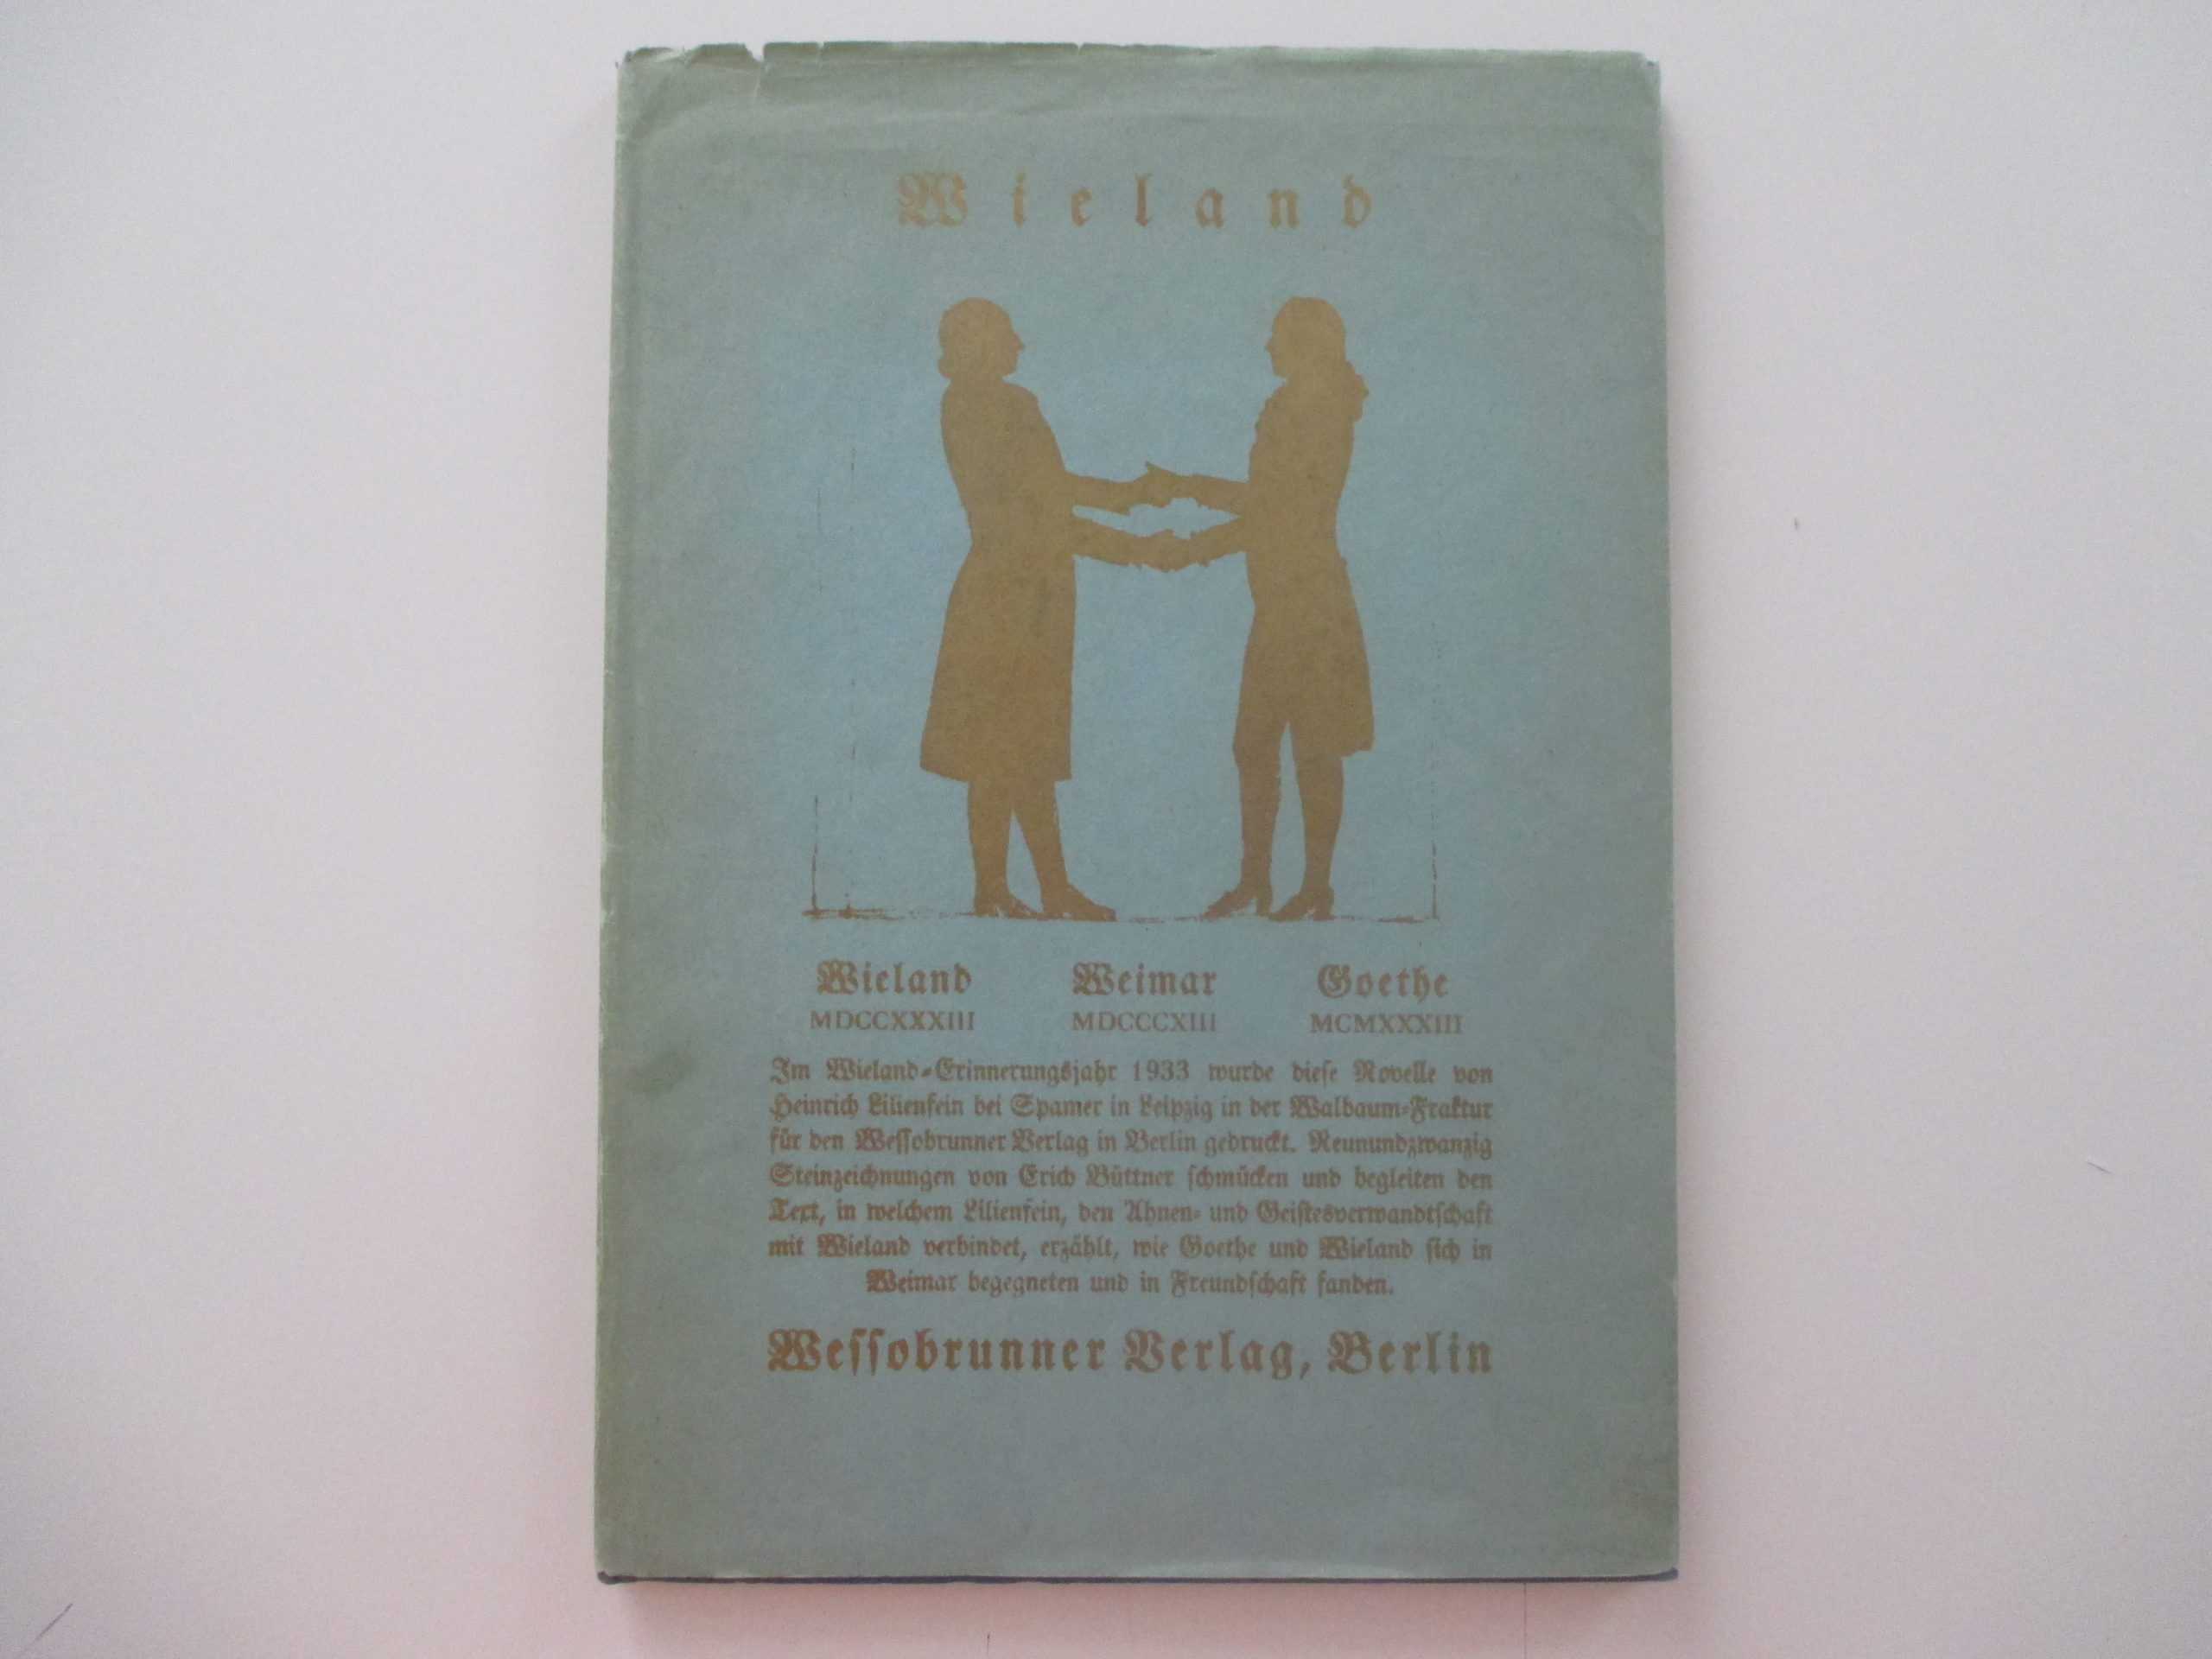 Wieland
Wieland Weimar Goethe
MDCCXXXIII MDCCCXIII MCMXXXIII
Im Wieland-Erinnerungsjahr 1933 wurde dieſe Novelle von
Heinrich Lilienfein bei Spamer in Leipzig in der Walbaum-Fraktur
für den Weſſobrunner Verlag in Berlin gedruckt. Neunundzwanzig
Steinzeichnungen von Erich Büttner ſchmücken und begleiten den
Text, in welchem Lilienfein, den Ahnen- und Geiſtesverwandtſchaft
mit Wieland verbindet, erzählt, wie Goethe und Wieland ſich in
Weimar begegneten und in Freundſchaft fanden.
Weſſobrunner Verlag, Berlin